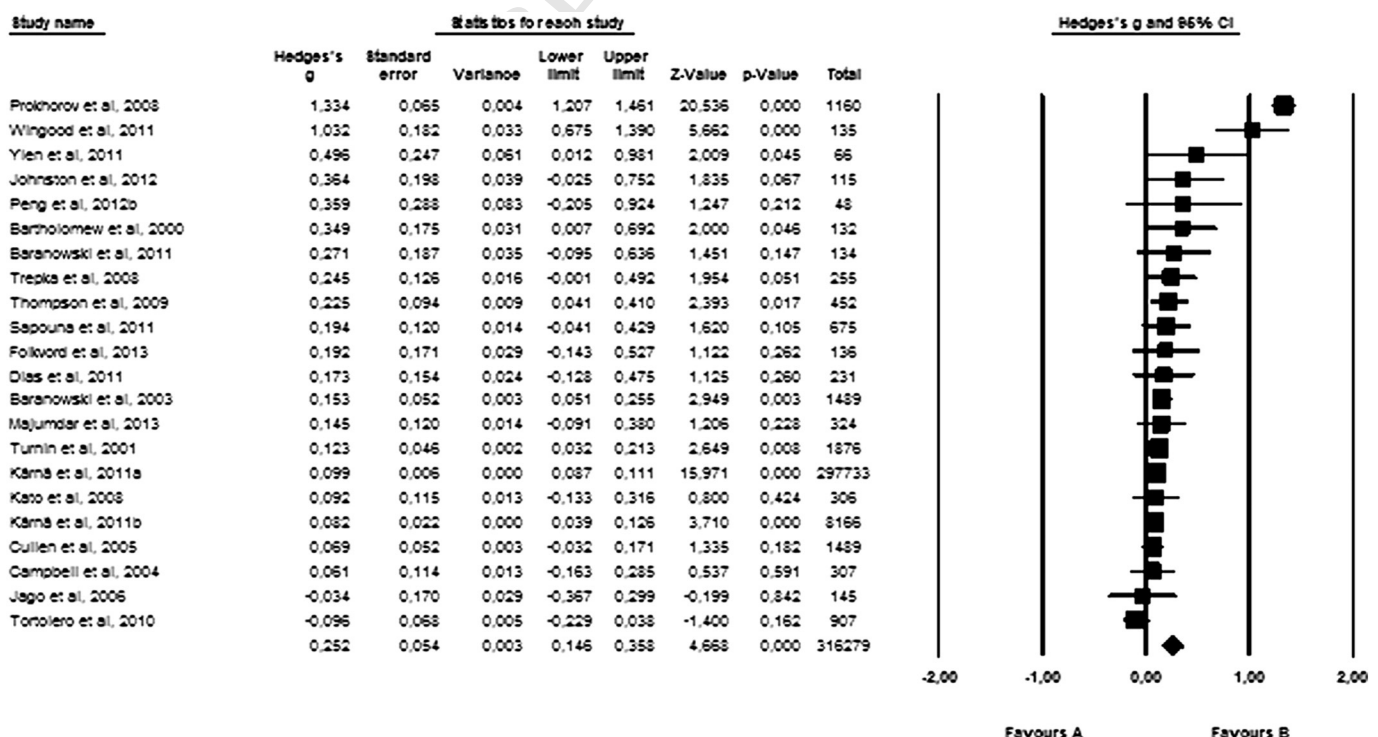 Study name Statistics for each study Hedges's g and 95% CI
Hedges's g Standard error Variance Lower limit Upper limit Z-Value p-Value Total
Prokhorov et al, 2008 1,334 0,065 0,004 1,207 1,461 20,536 0,000 1160
Wingood et al, 2011 1,032 0,182 0,033 0,675 1,390 5,662 0,000 135
Yien et al, 2011 0,496 0,247 0,061 0,012 0,981 2,009 0,045 66
Johnston et al, 2012 0,364 0,198 0,039 -0,025 0,752 1,835 0,067 115
Peng et al, 2012b 0,359 0,288 0,083 -0,205 0,924 1,247 0,212 48
Bartholomew et al, 2000 0,349 0,175 0,031 0,007 0,692 2,000 0,046 132
Baranowski et al, 2011 0,271 0,187 0,035 -0,095 0,636 1,451 0,147 134
Trepka et al, 2008 0,245 0,126 0,016 -0,001 0,492 1,954 0,051 255
Thompson et al, 2009 0,225 0,094 0,009 0,041 0,410 2,393 0,017 452
Sapouna et al, 2011 0,194 0,120 0,014 -0,041 0,429 1,620 0,105 675
Folkvord et al, 2013 0,192 0,171 0,029 -0,143 0,527 1,122 0,262 136
Dias et al, 2011 0,173 0,154 0,024 -0,128 0,475 1,125 0,260 231
Baranowski et al, 2003 0,153 0,052 0,003 0,051 0,255 2,949 0,003 1489
Majumdar et al, 2013 0,145 0,120 0,014 -0,091 0,380 1,206 0,228 324
Turnin et al, 2001 0,123 0,046 0,002 0,032 0,213 2,649 0,008 1876
Kärnä et al, 2011a 0,099 0,006 0,000 0,087 0,111 15,971 0,000 297733
Kato et al, 2008 0,092 0,115 0,013 -0,133 0,316 0,800 0,424 306
Kärnä et al, 2011b 0,082 0,022 0,000 0,039 0,126 3,710 0,000 8166
Cullen et al, 2005 0,069 0,052 0,003 -0,032 0,171 1,335 0,182 1489
Campbell et al, 2004 0,061 0,114 0,013 -0,163 0,285 0,537 0,591 307
Jago et al, 2006 -0,034 0,170 0,029 -0,367 0,299 -0,199 0,842 145
Tortolero et al, 2010 -0,096 0,068 0,005 -0,229 0,038 -1,400 0,162 907
0,252 0,054 0,003 0,146 0,358 4,668 0,000 316279
-2,00 -1,00 0,00 1,00 2,00
Favours A Favours B